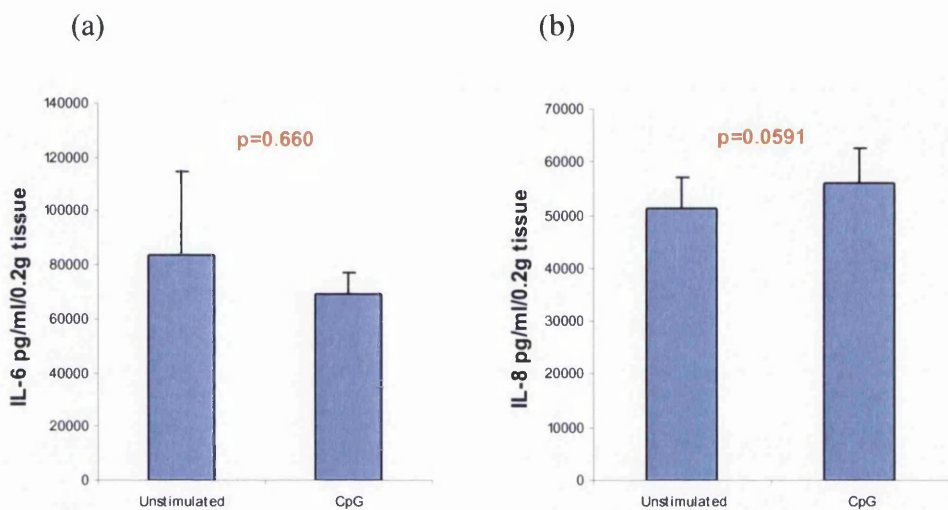 (a)
p=0.660
IL-6 pg/ml/0.2g tissue
140000
120000
100000
80000
60000
40000
20000
0
Unstimulated
CpG
(b)
p=0.0591
IL-8 pg/ml/0.2g tissue
70000
60000
50000
40000
30000
20000
10000
0
Unstimulated
CpG